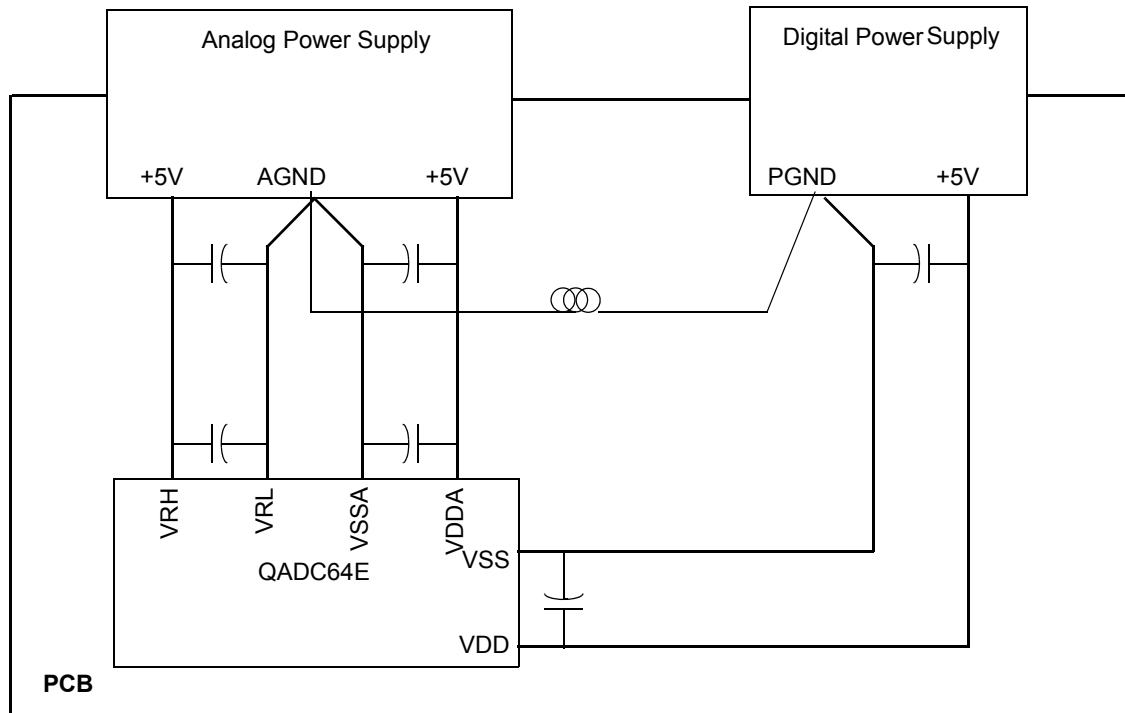 Analog Power Supply
Digital Power Supply
+5V
AGND
+5V
PGND
+5V
VRH
VRL
VSSA
VDDA
QADC64E
VSS
VDD
PCB